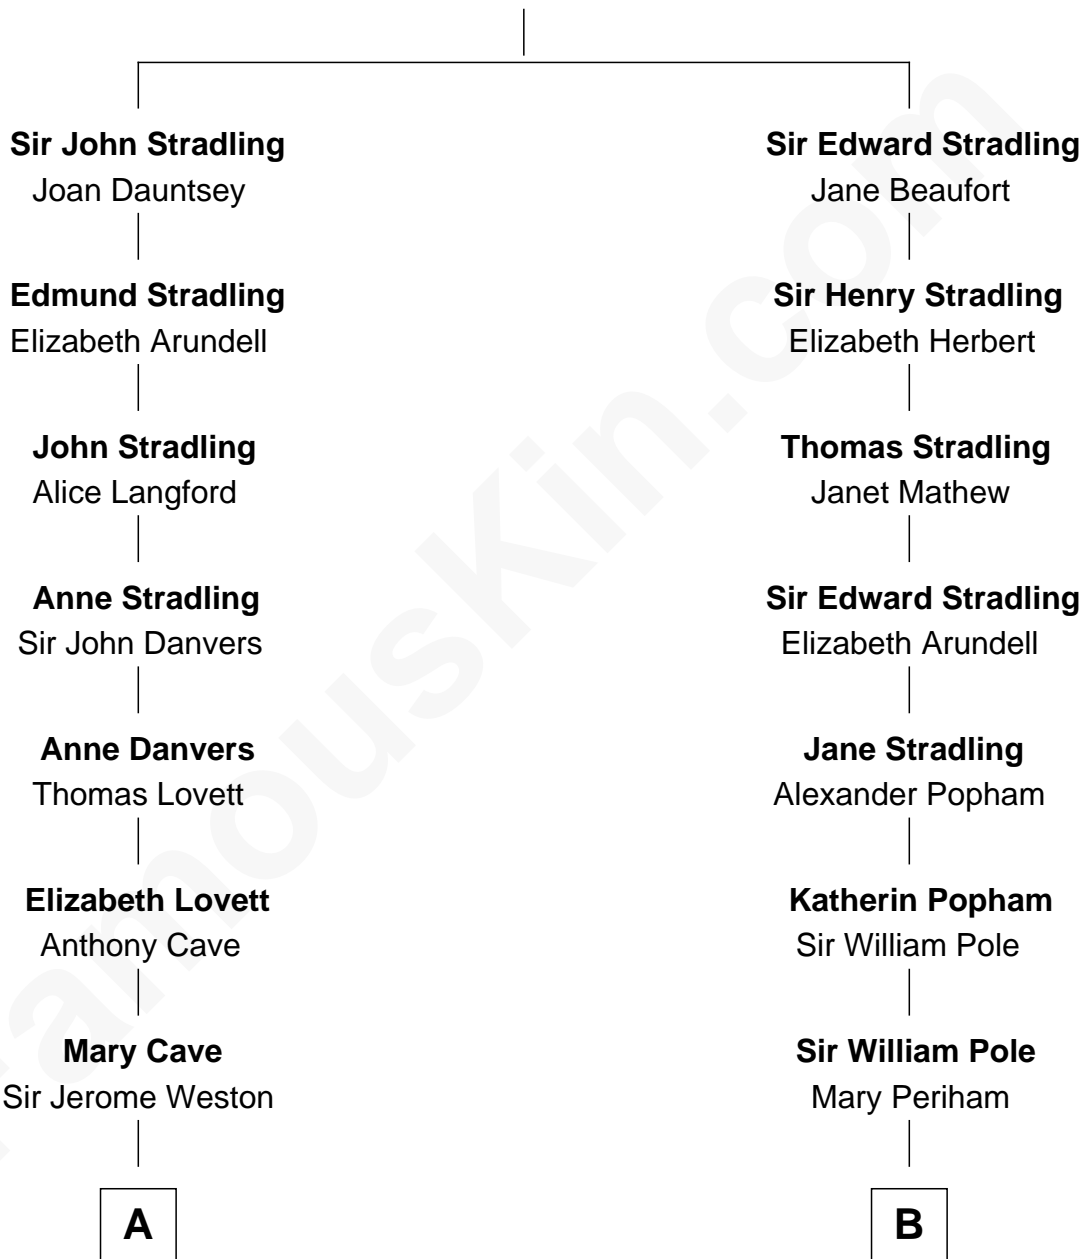 Sir John Stradling
Joan Dauntsey
Edmund Stradling
Elizabeth Arundell
John Stradling
Alice Langford
Anne Stradling
Sir John Danvers
Anne Danvers
Thomas Lovett
Elizabeth Lovett
Anthony Cave
Mary Cave
Sir Jerome Weston
A
Sir Edward Stradling
Jane Beaufort
Sir Henry Stradling
Elizabeth Herbert
Thomas Stradling
Janet Mathew
Sir Edward Stradling
Elizabeth Arundell
Jane Stradling
Alexander Popham
Katherin Popham
Sir William Pole
Sir William Pole
Mary Periham
B
FamousKin.com